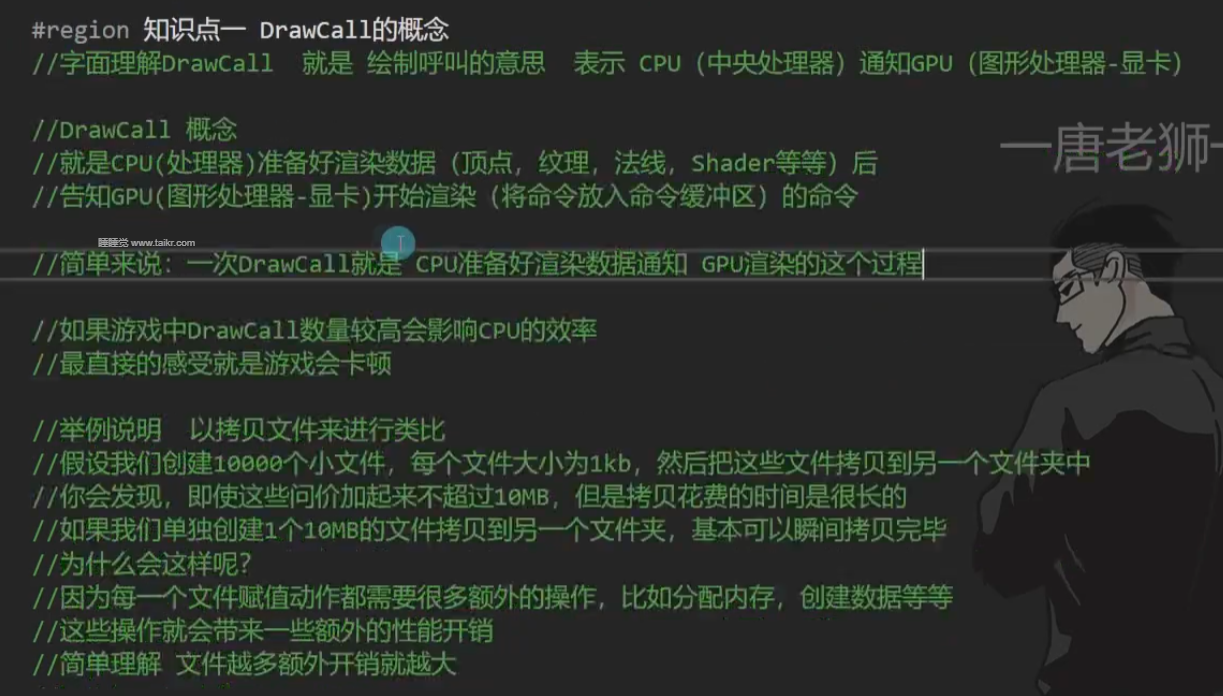 #region 知识点一 DrawCall的概念
//字面理解DrawCall 就是 绘制呼叫的意思 表示 CPU（中央处理器）通知GPU（图形处理器-显卡）
//DrawCall 概念
//就是CPU(处理器)准备好渲染数据（顶点，纹理，法线，Shader等等）后
//告知GPU(图形处理器-显卡)开始渲染（将命令放入命令缓冲区）的命令
—唐老狮-
睡睡觉 www.taikr.com
//简单来说：一次DrawCall就是 CPU准备好渲染数据通知 GPU渲染的这个过程
//如果游戏中DrawCall数量较高会影响CPU的效率
//最直接的感受就是游戏会卡顿
//举例说明 以拷贝文件来进行类比
//假设我们创建10000个小文件，每个文件大小为1kb，然后把这些文件拷贝到另一个文件夹中
//你会发现，即使这些问价加起来不超过10MB，但是拷贝花费的时间是很长的
//如果我们单独创建1个10MB的文件拷贝到另一个文件夹，基本可以瞬间拷贝完毕
//为什么会这样呢？
//因为每一个文件赋值动作都需要很多额外的操作，比如分配内存，创建数据等等
//这些操作就会带来一些额外的性能开销
//简单理解 文件越多额外开销就越大